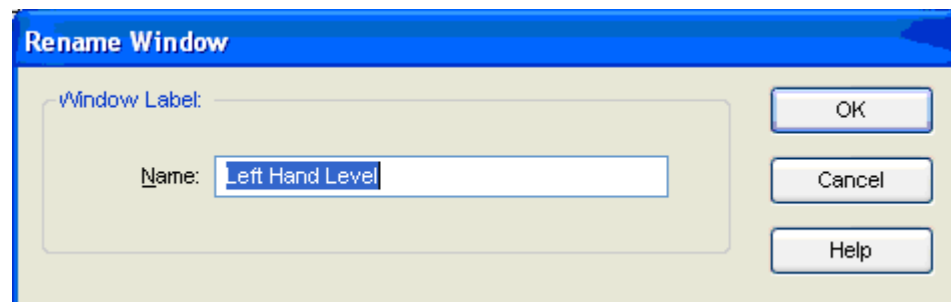 Rename Window
Window Label:
OK
Name: Left Hand Level
Cancel
Help